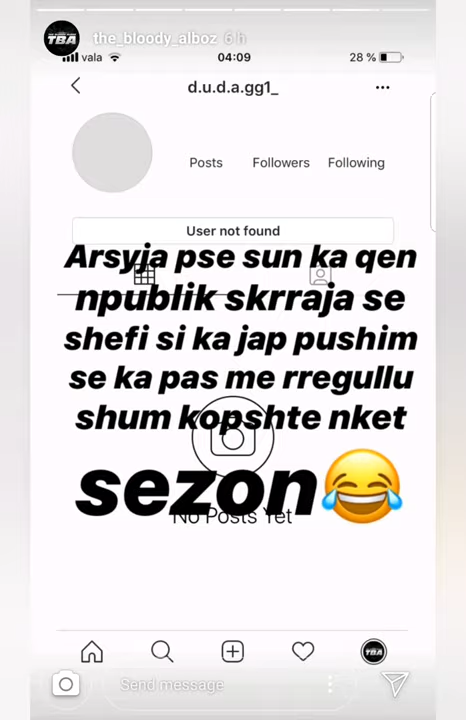 TBA
the_bloody_alboz 6 h
vala 04:09 28 %
d.u.d.a.gg1_
Posts Followers Following
User not found
Arsyja pse sun ka qen
npublik skrraja se
shefi si ka jap pushim
se ka pas me rregullu
shum kopshte nket
sezon😂
No Posts Yet
TBA
Send message